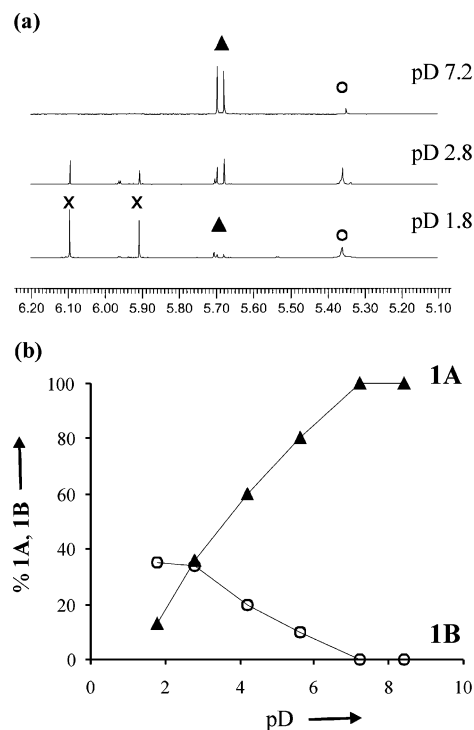 (a)
▲
pD 7.2
pD 2.8
x x
▲
pD 1.8
6.20 6.10 6.00 5.90 5.80 5.70 5.60 5.50 5.40 5.30 5.20 5.10
(b)
1A
100
80
60
40
20
0
% 1A, 1B
1B
0 2 4 6 8 10
pD